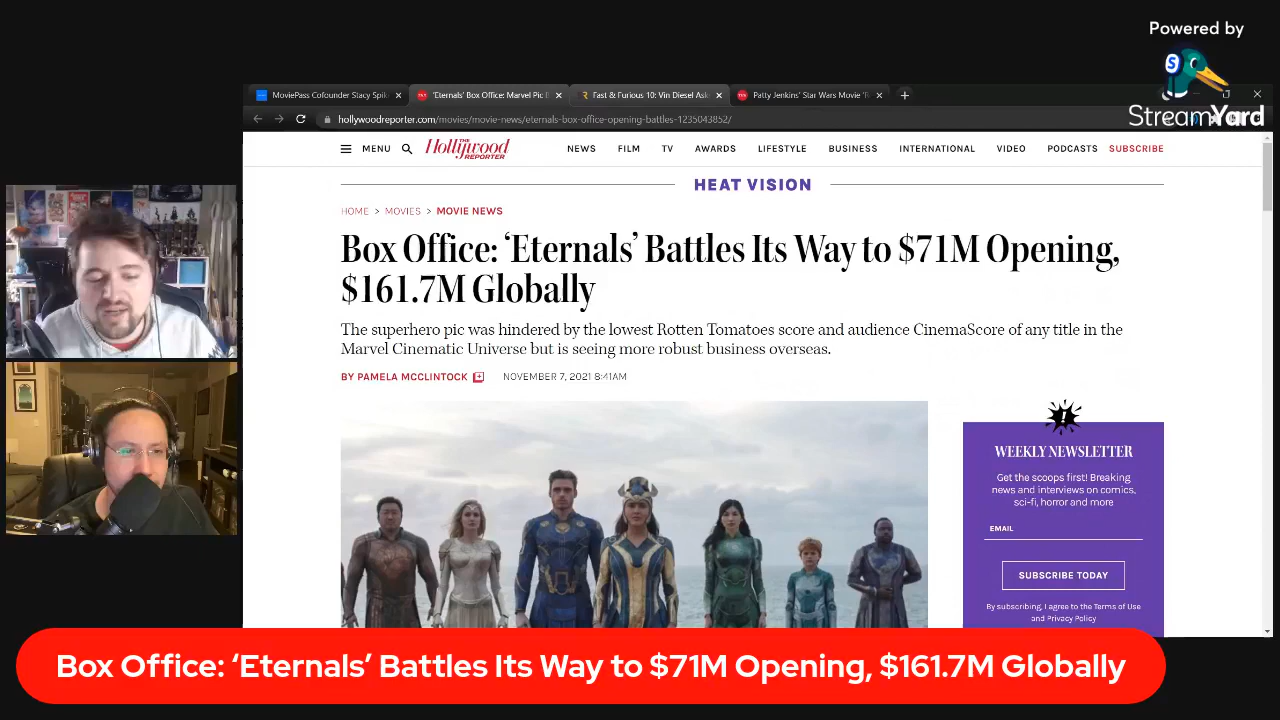 Powered by
StreamYard
MoviePass Cofounder Stacy Spik
'Eternals' Box Office: Marvel Pic
Fast & Furious 10: Vin Diesel Ask
Patty Jenkins' Star Wars Movie
hollywoodreporter.com/movies/movie-news/eternals-box-office-opening-battles-1235043852/
MENU
THE Hollywood REPORTER
NEWS FILM TV AWARDS LIFESTYLE BUSINESS INTERNATIONAL VIDEO PODCASTS SUBSCRIBE
HEAT VISION
HOME > MOVIES > MOVIE NEWS
Box Office: ‘Eternals’ Battles Its Way to $71M Opening,
$161.7M Globally
The superhero pic was hindered by the lowest Rotten Tomatoes score and audience CinemaScore of any title in the
Marvel Cinematic Universe but is seeing more robust business overseas.
BY PAMELA MCCLINTOCK NOVEMBER 7, 2021 8:41AM
WEEKLY NEWSLETTER
Get the scoops first! Breaking
news and interviews on comics,
sci-fi, horror and more
EMAIL
SUBSCRIBE TODAY
By subscribing, I agree to the Terms of Use
and Privacy Policy
Box Office: ‘Eternals’ Battles Its Way to $71M Opening, $161.7M Globally